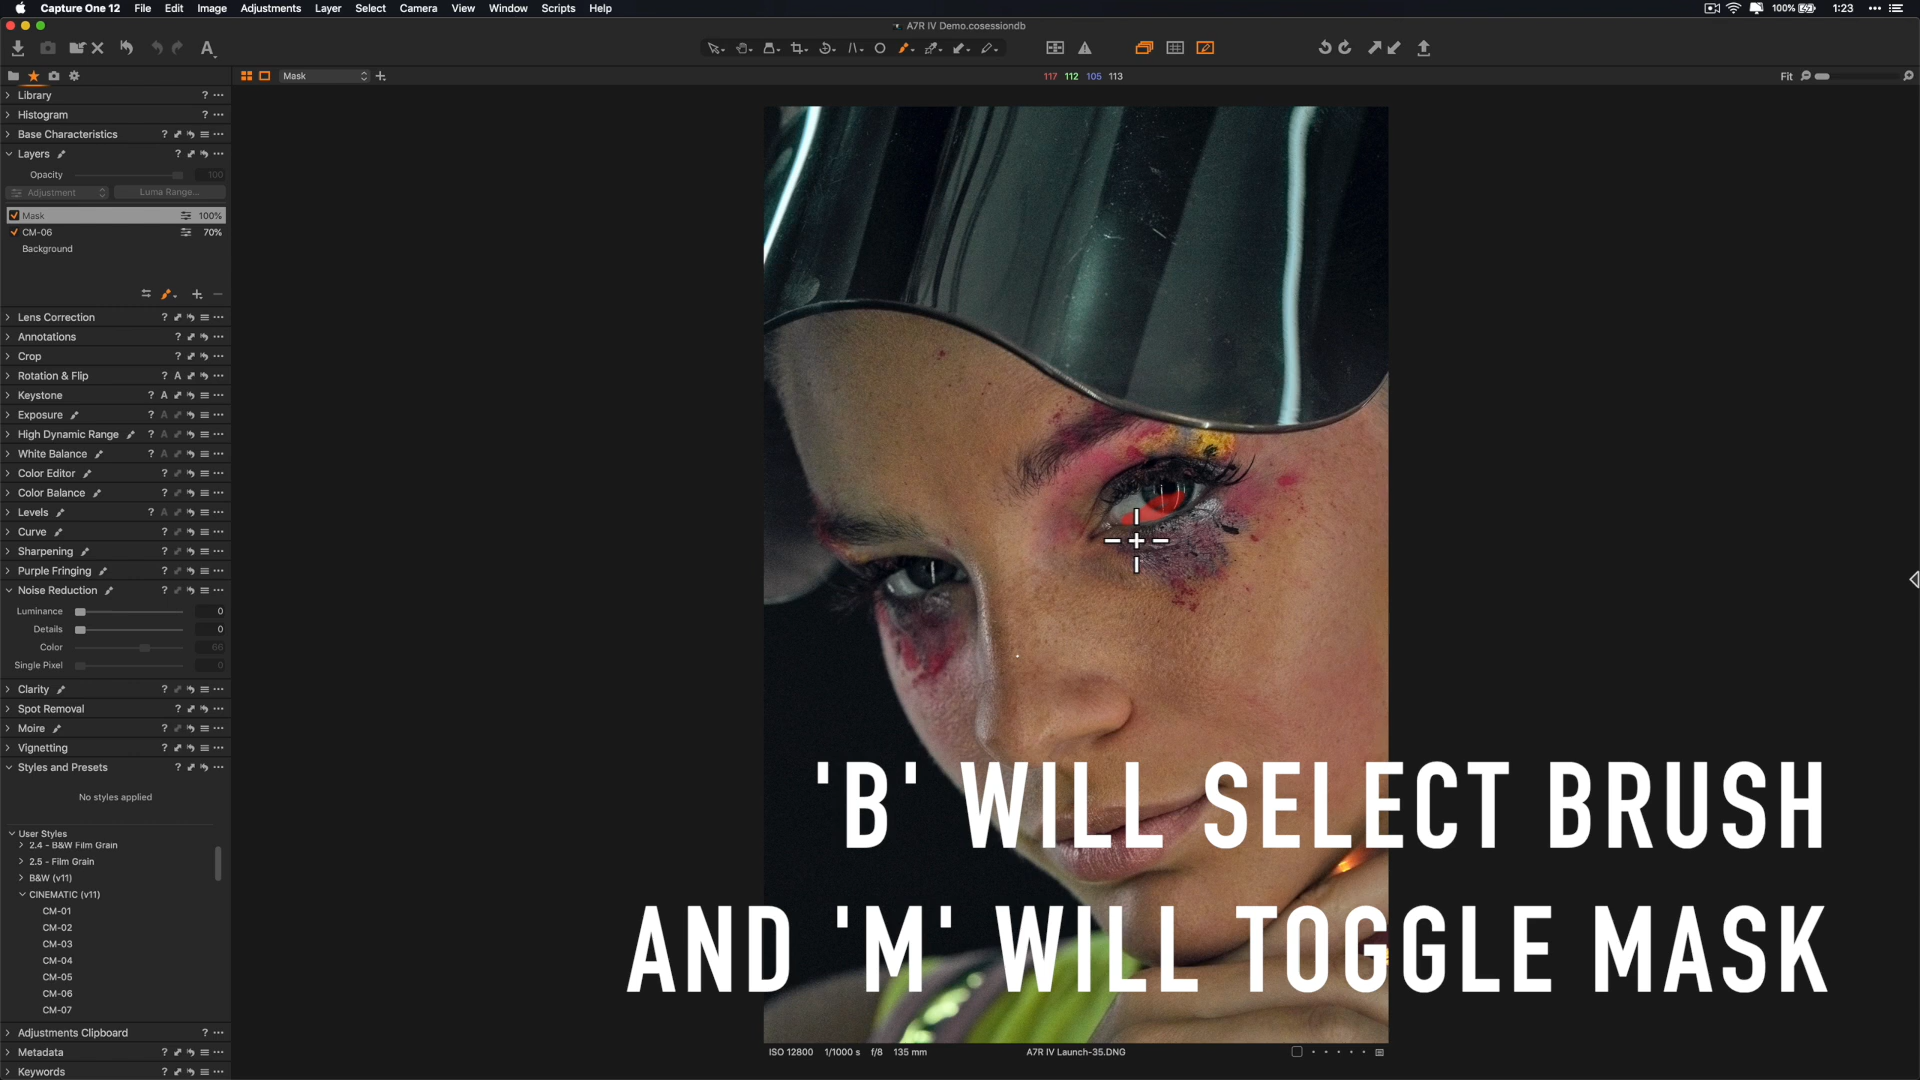 Capture One 12 File Edit Image Adjustments Layer Select Camera View Window Scripts Help 100% 1:23
A7R IV Demo.cosessiondb
Mask 117 112 105 113 Fit
Library
Histogram
Base Characteristics
Layers
Opacity 100
Adjustment Luma Range...
Mask 100%
CM-06 70%
Background
Lens Correction
Annotations
Crop
Rotation & Flip
Keystone
Exposure
High Dynamic Range
White Balance
Color Editor
Color Balance
Levels
Curve
Sharpening
Purple Fringing
Noise Reduction
Luminance 0
Details 0
Color 66
Single Pixel 0
Clarity
Spot Removal
Moire
Vignetting
Styles and Presets
No styles applied
User Styles
2.4 - B&W Film Grain
2.5 - Film Grain
B&W (v11)
CINEMATIC (v11)
CM-01
CM-02
CM-03
CM-04
CM-05
CM-06
CM-07
Adjustments Clipboard
Metadata
Keywords
'B' WILL SELECT BRUSH
AND 'M' WILL TOGGLE MASK
ISO 12800 1/1000 s f/8 135 mm A7R IV Launch-35.DNG